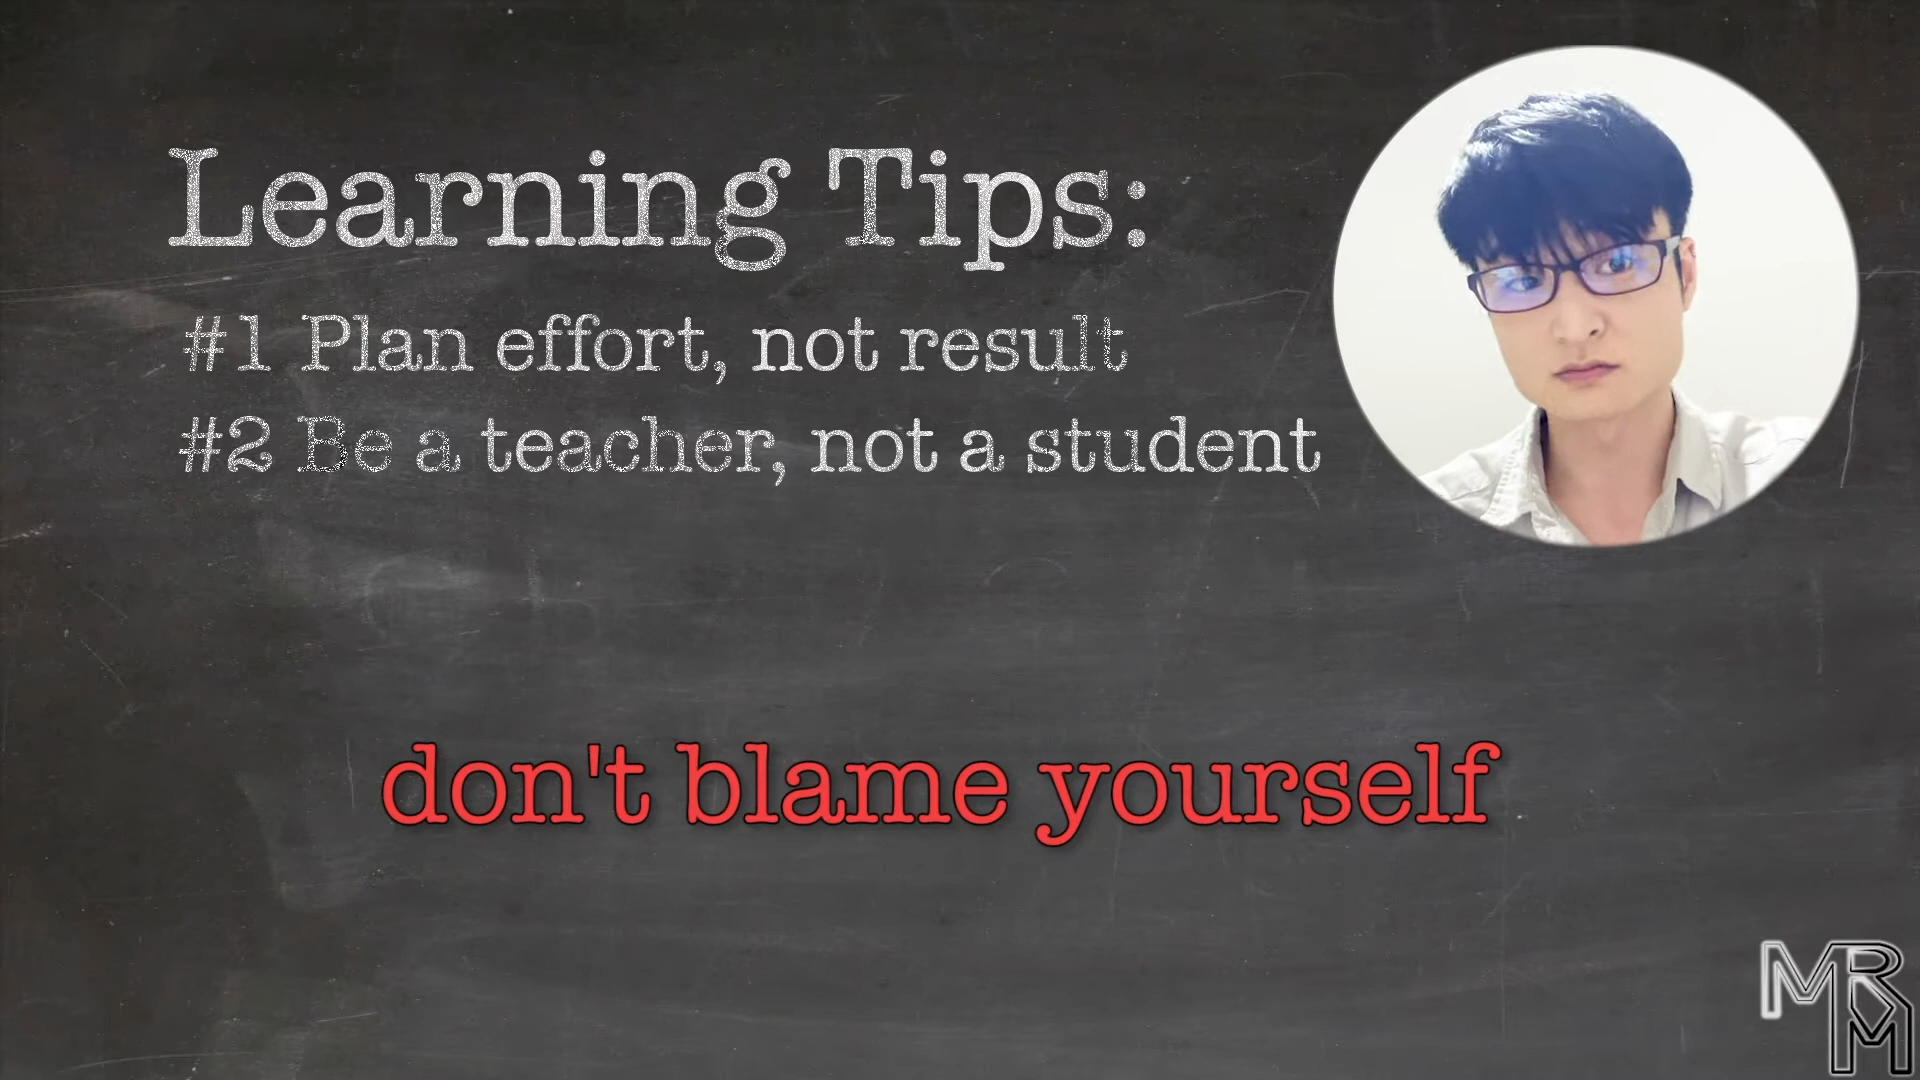 Learning Tips:
#1 Plan effort, not result
#2 Be a teacher, not a student
don't blame yourself
MRM